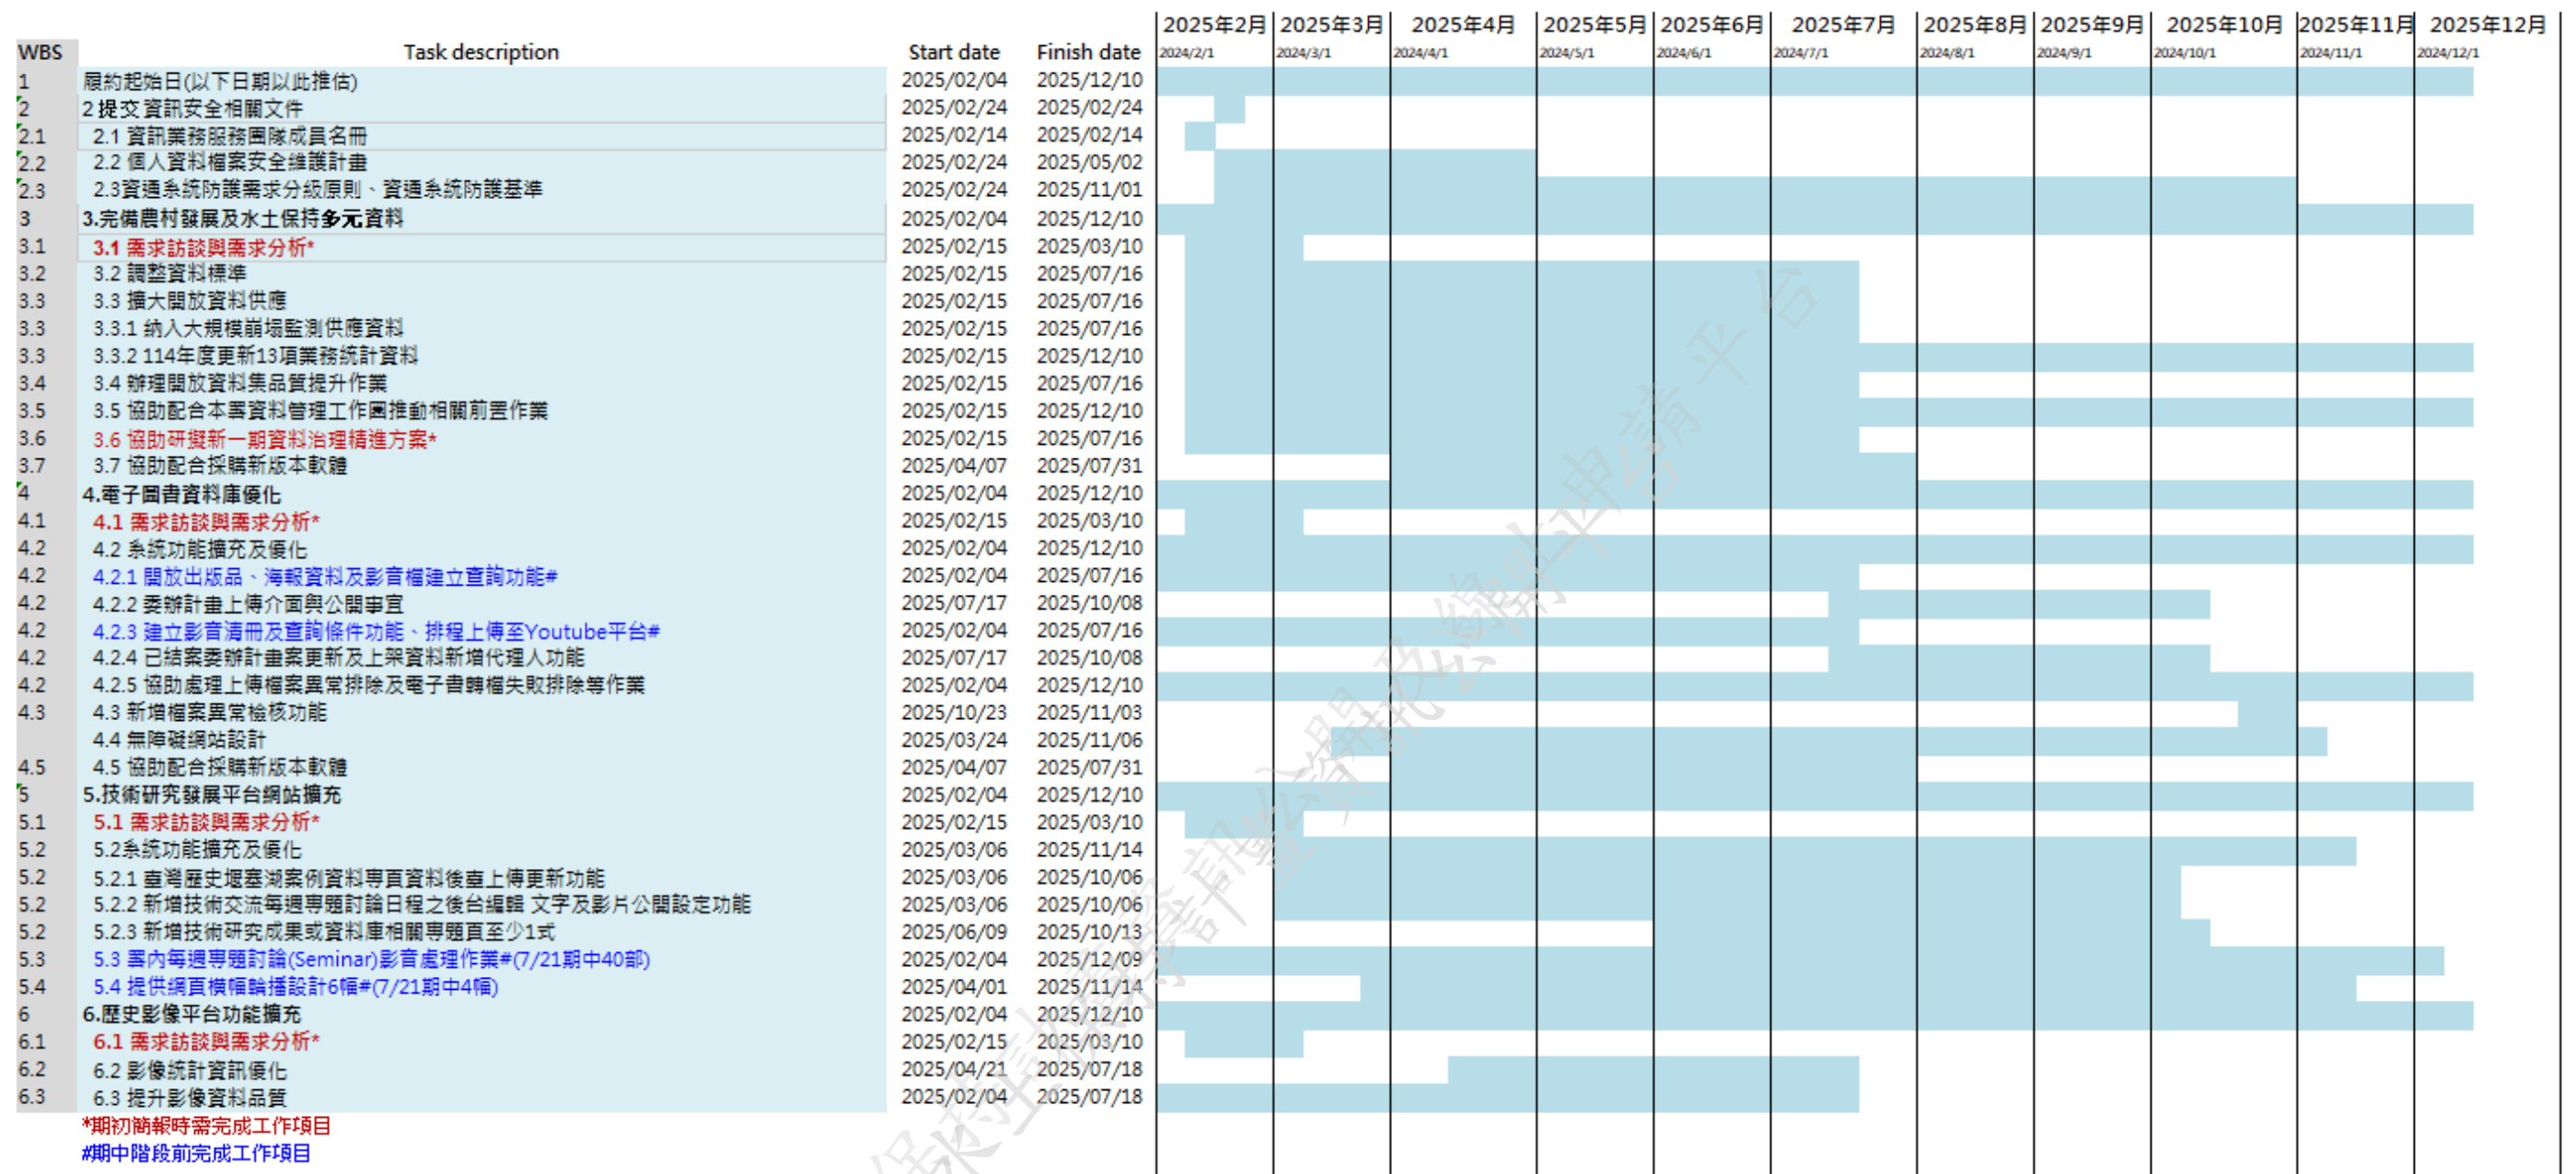 2025年2月 2025年3月 2025年4月 2025年5月 2025年6月 2025年7月 2025年8月 2025年9月 2025年10月 2025年11月 2025年12月
WBS Task description Start date Finish date 2024/2/1 2024/3/1 2024/4/1 2024/5/1 2024/6/1 2024/7/1 2024/8/1 2024/9/1 2024/10/1 2024/11/1 2024/12/1
1 履約起始日(以下日期以此推估) 2025/02/04 2025/12/10
2 2 提交資訊安全相關文件 2025/02/24 2025/02/24
2.1 2.1 資訊業務服務團隊成員名冊 2025/02/14 2025/02/14
2.2 2.2 個人資料檔案安全維護計畫 2025/02/24 2025/05/02
2.3 2.3資通系統防護需求分級原則、資通系統防護基準 2025/02/24 2025/11/01
3 3.完備農村發展及水土保持多元資料 2025/02/04 2025/12/10
3.1 3.1 需求訪談與需求分析* 2025/02/15 2025/03/10
3.2 3.2 調整資料標準 2025/02/15 2025/07/16
3.3 3.3 擴大開放資料供應 2025/02/15 2025/07/16
3.3 3.3.1 納入大規模崩塌監測供應資料 2025/02/15 2025/07/16
3.3 3.3.2 114年度更新13項業務統計資料 2025/02/15 2025/12/10
3.4 3.4 辦理開放資料集品質提升作業 2025/02/15 2025/07/16
3.5 3.5 協助配合本署資料管理工作圈推動相關前置作業 2025/02/15 2025/12/10
3.6 3.6 協助研擬新一期資料治理精進方案* 2025/02/15 2025/07/16
3.7 3.7 協助配合採購新版本軟體 2025/04/07 2025/07/31
4 4.電子圖書資料庫優化 2025/02/04 2025/12/10
4.1 4.1 需求訪談與需求分析* 2025/02/15 2025/03/10
4.2 4.2 系統功能擴充及優化 2025/02/04 2025/12/10
4.2 4.2.1 開放出版品、海報資料及影音檔建立查詢功能# 2025/02/04 2025/07/16
4.2 4.2.2 委辦計畫上傳介面與公開事宜 2025/07/17 2025/10/08
4.2 4.2.3 建立影音清冊及查詢條件功能、排程上傳至Youtube平台# 2025/02/04 2025/07/16
4.2 4.2.4 已結案委辦計畫案更新及上架資料新增代理人功能 2025/07/17 2025/10/08
4.2 4.2.5 協助處理上傳檔案異常排除及電子書轉檔失敗排除等作業 2025/02/04 2025/12/10
4.3 4.3 新增檔案異常檢核功能 2025/10/23 2025/11/03
4.4 無障礙網站設計 2025/03/24 2025/11/06
4.5 4.5 協助配合採購新版本軟體 2025/04/07 2025/07/31
5 5.技術研究發展平台網站擴充 2025/02/04 2025/12/10
5.1 5.1 需求訪談與需求分析* 2025/02/15 2025/03/10
5.2 5.2系統功能擴充及優化 2025/03/06 2025/11/14
5.2 5.2.1 臺灣歷史堰塞湖案例資料專頁資料後臺上傳更新功能 2025/03/06 2025/10/06
5.2 5.2.2 新增技術交流每週專題討論日程之後台編輯 文字及影片公開設定功能 2025/03/06 2025/10/06
5.2 5.2.3 新增技術研究成果或資料庫相關專題頁至少1式 2025/06/09 2025/10/13
5.3 5.3 署內每週專題討論(Seminar)影音處理作業#(7/21期中40部) 2025/02/04 2025/12/09
5.4 5.4 提供網頁橫幅輪播設計6幅#(7/21期中4幅) 2025/04/01 2025/11/14
6 6.歷史影像平台功能擴充 2025/02/04 2025/12/10
6.1 6.1 需求訪談與需求分析* 2025/02/15 2025/03/10
6.2 6.2 影像統計資訊優化 2025/04/21 2025/07/18
6.3 6.3 提升影像資料品質 2025/02/04 2025/07/18
*期初簡報時需完成工作項目
#期中階段前完成工作項目